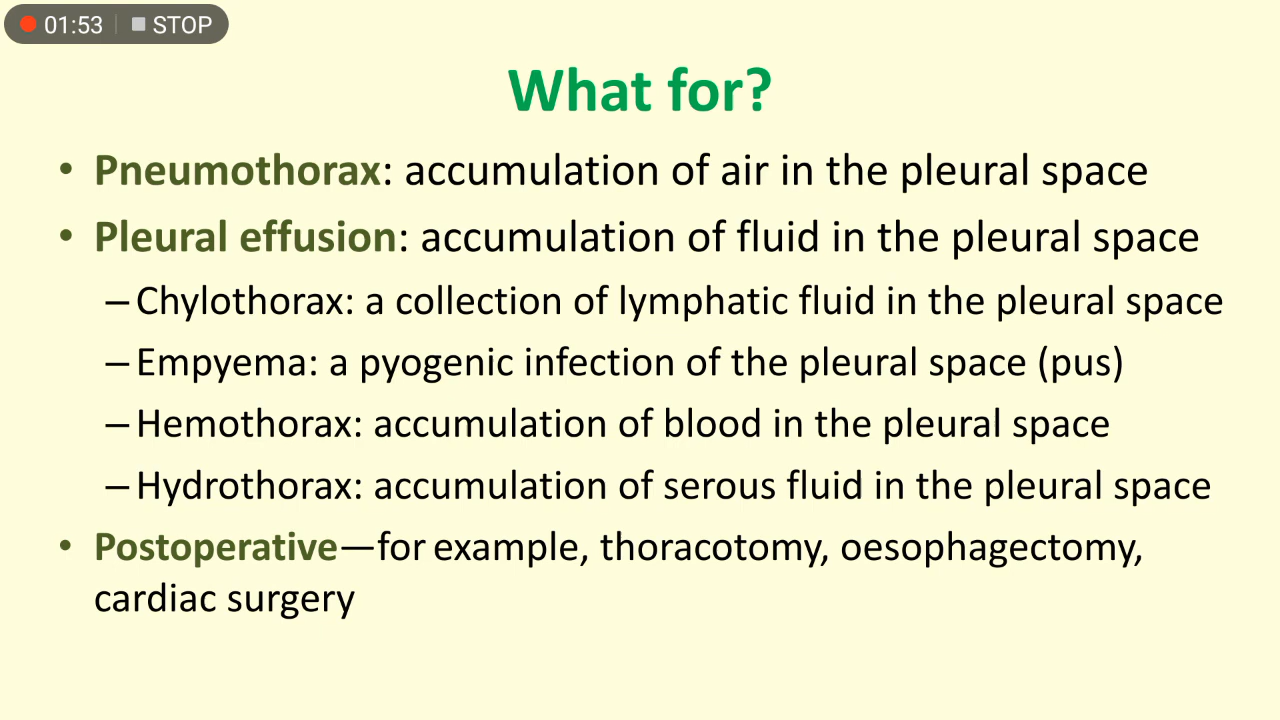 01:53 STOP
What for?
• Pneumothorax: accumulation of air in the pleural space
• Pleural effusion: accumulation of fluid in the pleural space
– Chylothorax: a collection of lymphatic fluid in the pleural space
– Empyema: a pyogenic infection of the pleural space (pus)
– Hemothorax: accumulation of blood in the pleural space
– Hydrothorax: accumulation of serous fluid in the pleural space
• Postoperative—for example, thoracotomy, oesophagectomy,
cardiac surgery